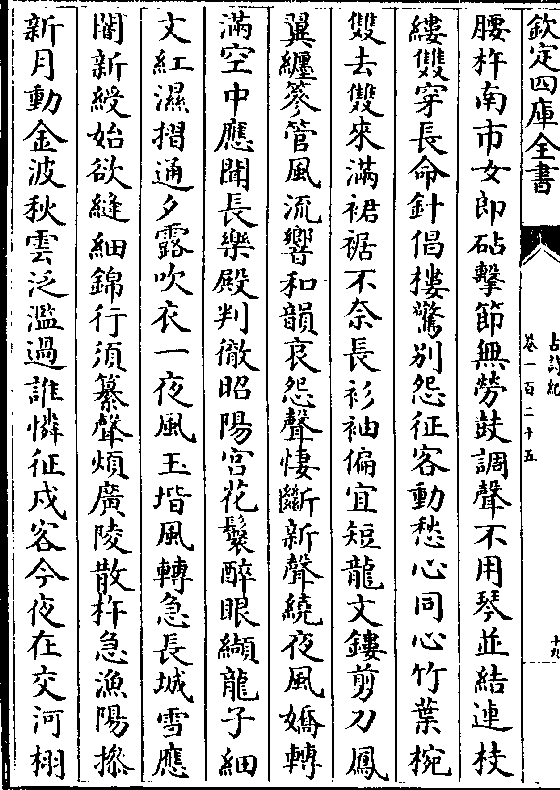 欽定四庫全書
古詩紀
卷一百二十五
十九
腰杵南市女郎砧擊節無勞鼓調聲不用琴並結連枝
縷雙穿長命針倡樓驚別怨征客動愁心同心竹葉椀
雙去雙來滿裙裾不奈長衫袖偏宜短龍文鏤剪刀鳳
翼纏篸管風流響和韻哀怨聲悽斷新聲繞夜風嬌轉
滿空中應聞長樂殿判徹昭陽宮花鬟醉眼纈龍子細
文紅濕摺通夕露吹衣一夜風玉堦風轉急長城雪應
闇新綬始欲縫細錦行須纂聲煩廣陵散杵急漁陽摻
新月動金波秋雲泛濫過誰憐征戍客今夜在交河栩